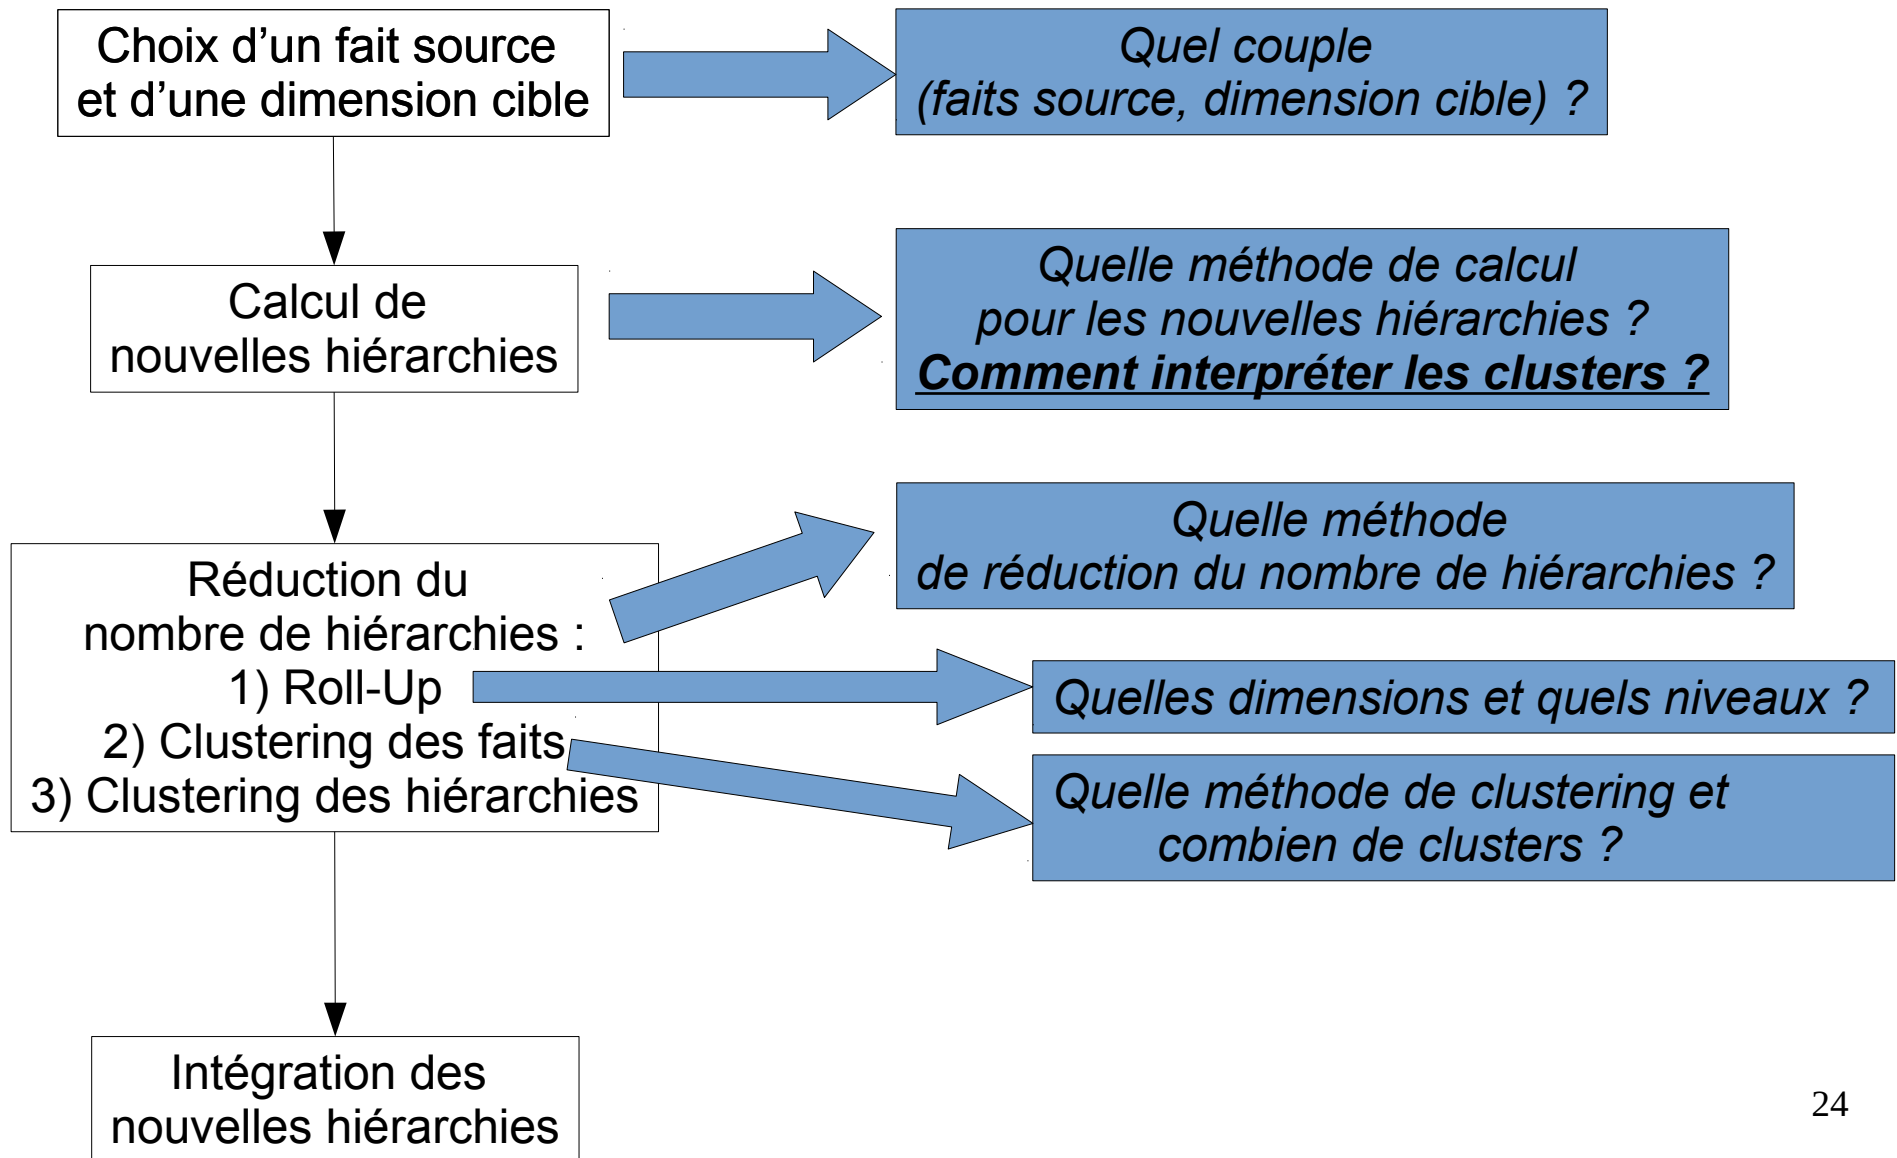 Choix d’un fait source
et d’une dimension cible
Quel couple
(faits source, dimension cible) ?
Calcul de
nouvelles hiérarchies
Quelle méthode de calcul
pour les nouvelles hiérarchies ?
Comment interpréter les clusters ?
Réduction du
nombre de hiérarchies :
1) Roll-Up
2) Clustering des faits
3) Clustering des hiérarchies
Quelle méthode
de réduction du nombre de hiérarchies ?
Quelles dimensions et quels niveaux ?
Quelle méthode de clustering et
combien de clusters ?
Intégration des
nouvelles hiérarchies
24